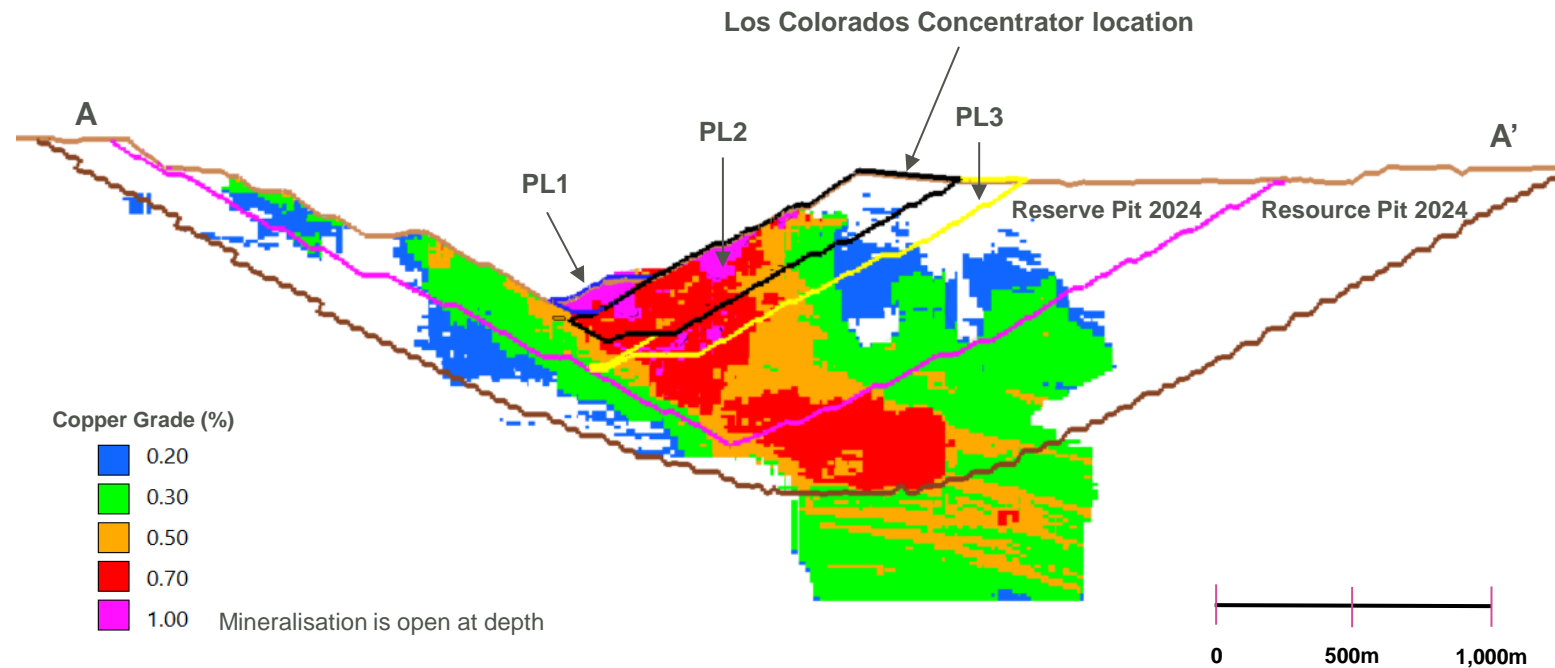 Los Colorados Concentrator location
A
PL2
PL3
A’
PL1
Reserve Pit 2024
Resource Pit 2024
Copper Grade (%)
0.20
0.30
0.50
0.70
1.00
Mineralisation is open at depth
0
500m
1,000m